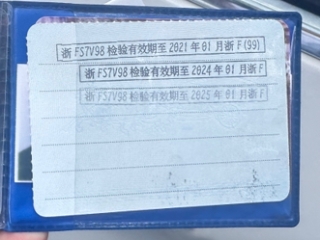 浙 FS7V98 检验有效期至 2021 年 01 月浙 F(99)
浙 FS7V98 检验有效期至 2024 年 01 月浙 F
浙 FS7V98 检验有效期至 2025 年 01 月浙 F